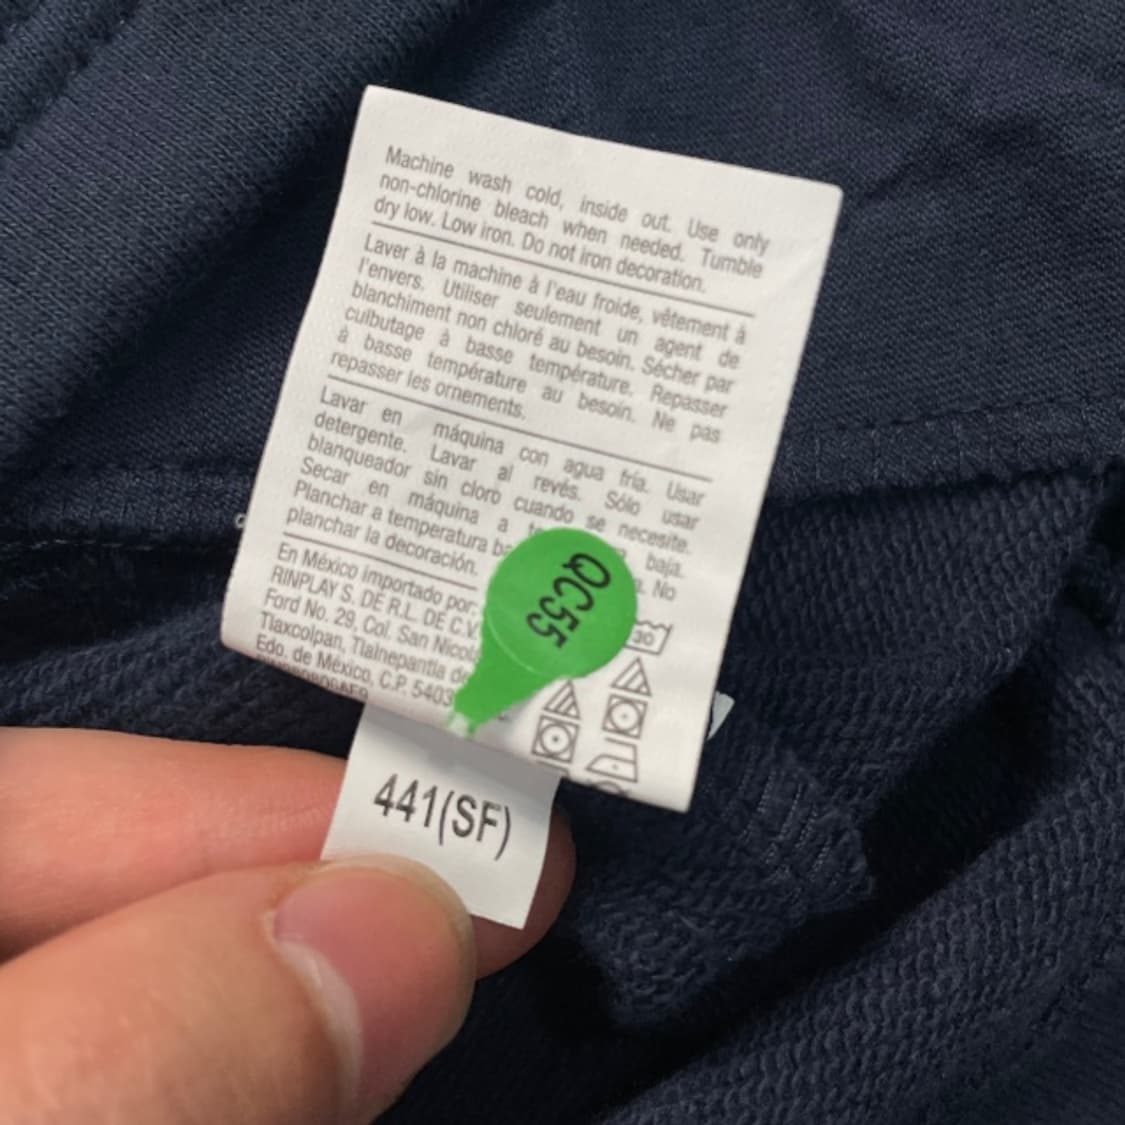 Machine wash cold, inside out. Use only
non-chlorine bleach when needed. Tumble
dry low. Low iron. Do not iron decoration.
Laver à la machine à l'eau froide, vêtement à
l'envers. Utiliser seulement un agent de
blanchiment non chloré au besoin. Sécher par
culbutage à basse température. Repasser
à basse température au besoin. Ne pas
repasser les ornements.
Lavar en máquina con agua fría. Usar
detergente. Lavar al revés. Sólo usar
blanqueador sin cloro cuando se necesite.
Secar en máquina a baja.
Planchar a temperatura No
planchar la decoración.
En México importado por:
RINPLAY S. DE R.L. DE C.V.
Ford No. 29, Col. San
Tlaxcolpan, Tlalnepantla
Edo. de México, C.P.
QC55
30
441(SF)